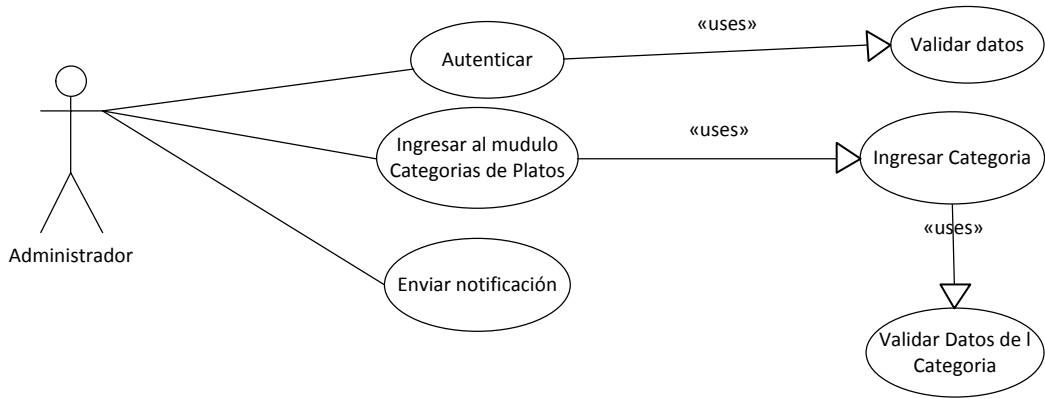 «uses»
Autenticar
Validar datos
Ingresar al mudulo
Categorias de Platos
«uses»
Ingresar Categoria
Administrador
«uses»
Enviar notificación
Validar Datos de l
Categoria